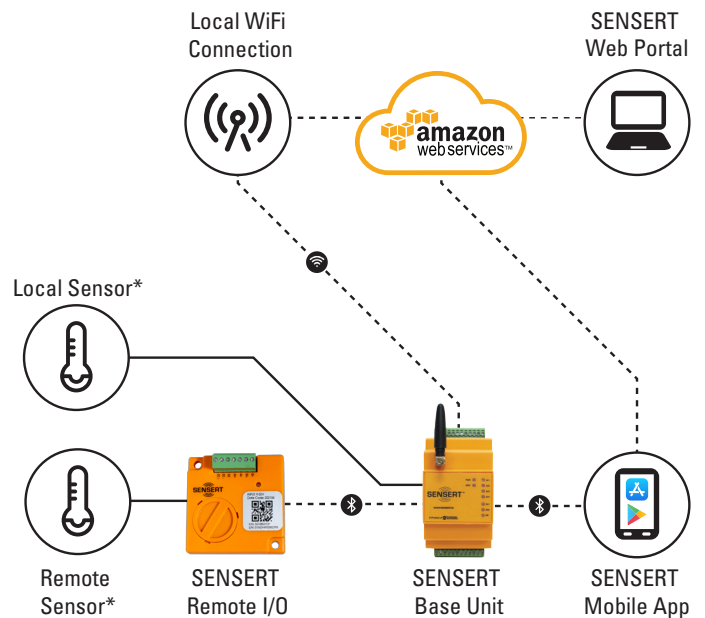 Local WiFi
Connection
SENSERT
Web Portal
amazon
webservices™
Local Sensor*
SENSERT
SENSERT
Remote
Sensor*
SENSERT
Remote I/O
SENSERT
Base Unit
SENSERT
Mobile App